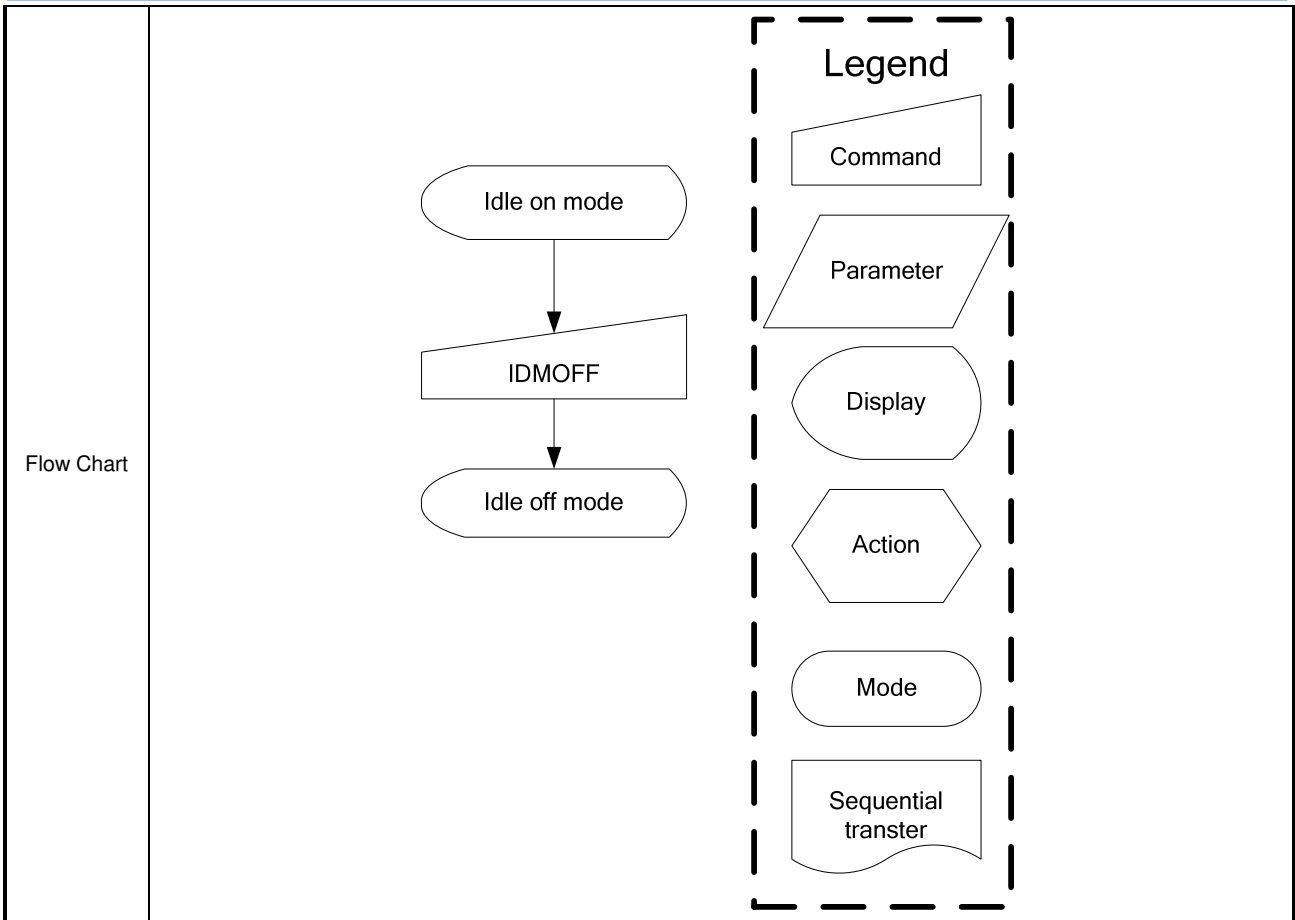 Flow Chart
Idle on mode
IDMOFF
Idle off mode
Legend
Command
Parameter
Display
Action
Mode
Sequential
transter